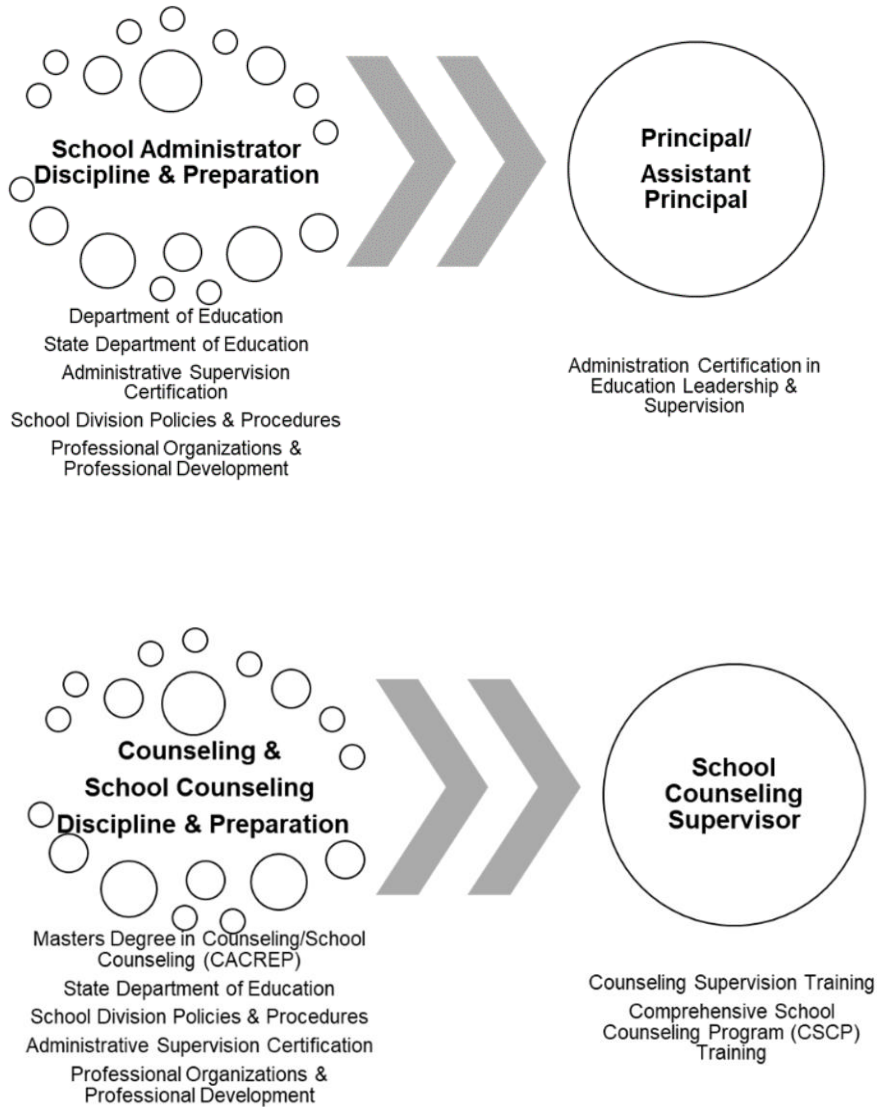 School Administrator
Discipline & Preparation
Principal/
Assistant
Principal
Department of Education
State Department of Education
Administrative Supervision
Certification
School Division Policies & Procedures
Professional Organizations &
Professional Development
Administration Certification in
Education Leadership &
Supervision
Counseling &
School Counseling
Discipline & Preparation
School
Counseling
Supervisor
Masters Degree in Counseling/School
Counseling (CACREP)
State Department of Education
School Division Policies & Procedures
Administrative Supervision Certification
Professional Organizations &
Professional Development
Counseling Supervision Training
Comprehensive School
Counseling Program (CSCP)
Training